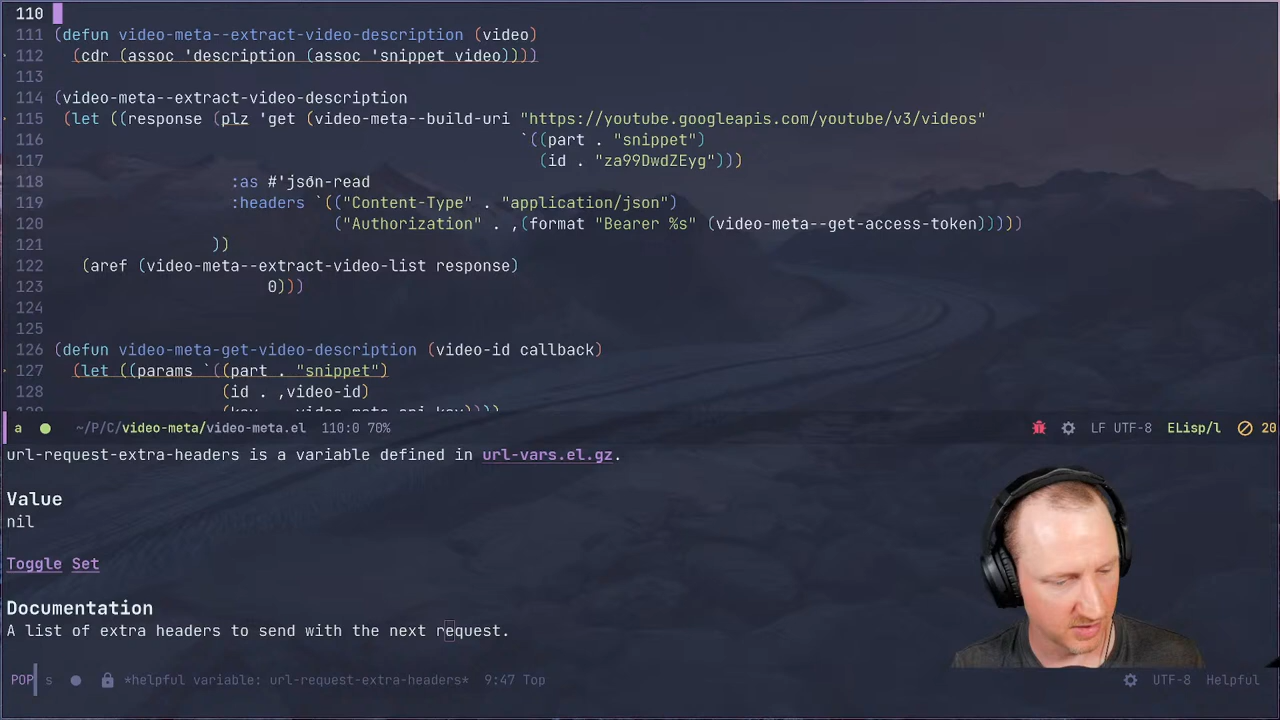 110
111 (defun video-meta--extract-video-description (video)
112   (cdr (assoc 'description (assoc 'snippet video))))
113
114 (video-meta--extract-video-description
115  (let ((response (plz 'get (video-meta--build-uri "https://youtube.googleapis.com/youtube/v3/videos"
116 `((part . "snippet")
117 (id . "za99DwdZEyg")))
118 :as #'json-read
119 :headers `(("Content-Type" . "application/json")
120 ("Authorization" . ,(format "Bearer %s" (video-meta--get-access-token)))))
121 ))
122 (aref (video-meta--extract-video-list response)
123 0)))
124
125
126 (defun video-meta-get-video-description (video-id callback)
127   (let ((params `((part . "snippet")
128 (id . ,video-id)
a ~/P/C/video-meta/video-meta.el 110:0 70% LF UTF-8 ELisp/l 20
url-request-extra-headers is a variable defined in url-vars.el.gz.
Value
nil
Toggle Set
Documentation
A list of extra headers to send with the next request.
POP s *helpful variable: url-request-extra-headers* 9:47 Top UTF-8 Helpful